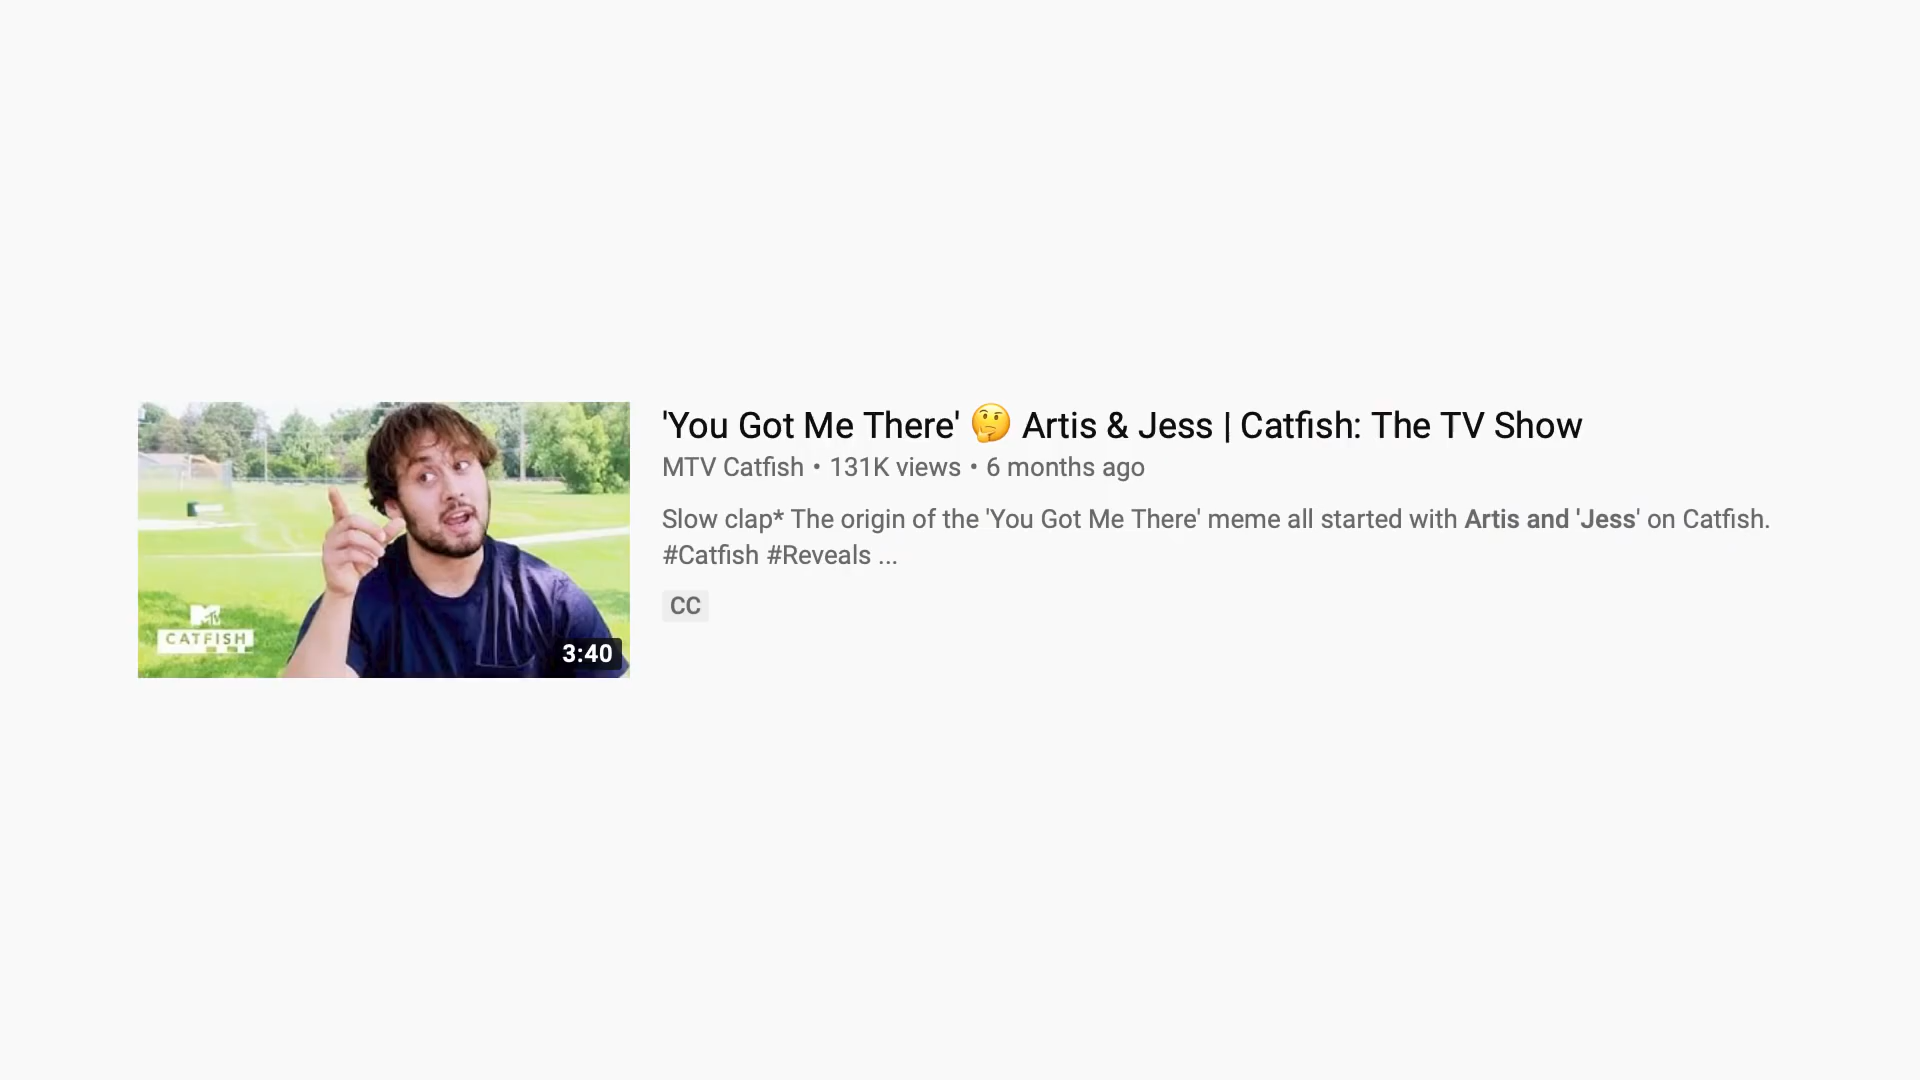 'You Got Me There' 🤔 Artis & Jess | Catfish: The TV Show
MTV Catfish • 131K views • 6 months ago
Slow clap* The origin of the 'You Got Me There' meme all started with Artis and 'Jess' on Catfish.
#Catfish #Reveals ...
CC
MTV
CATFISH
3:40